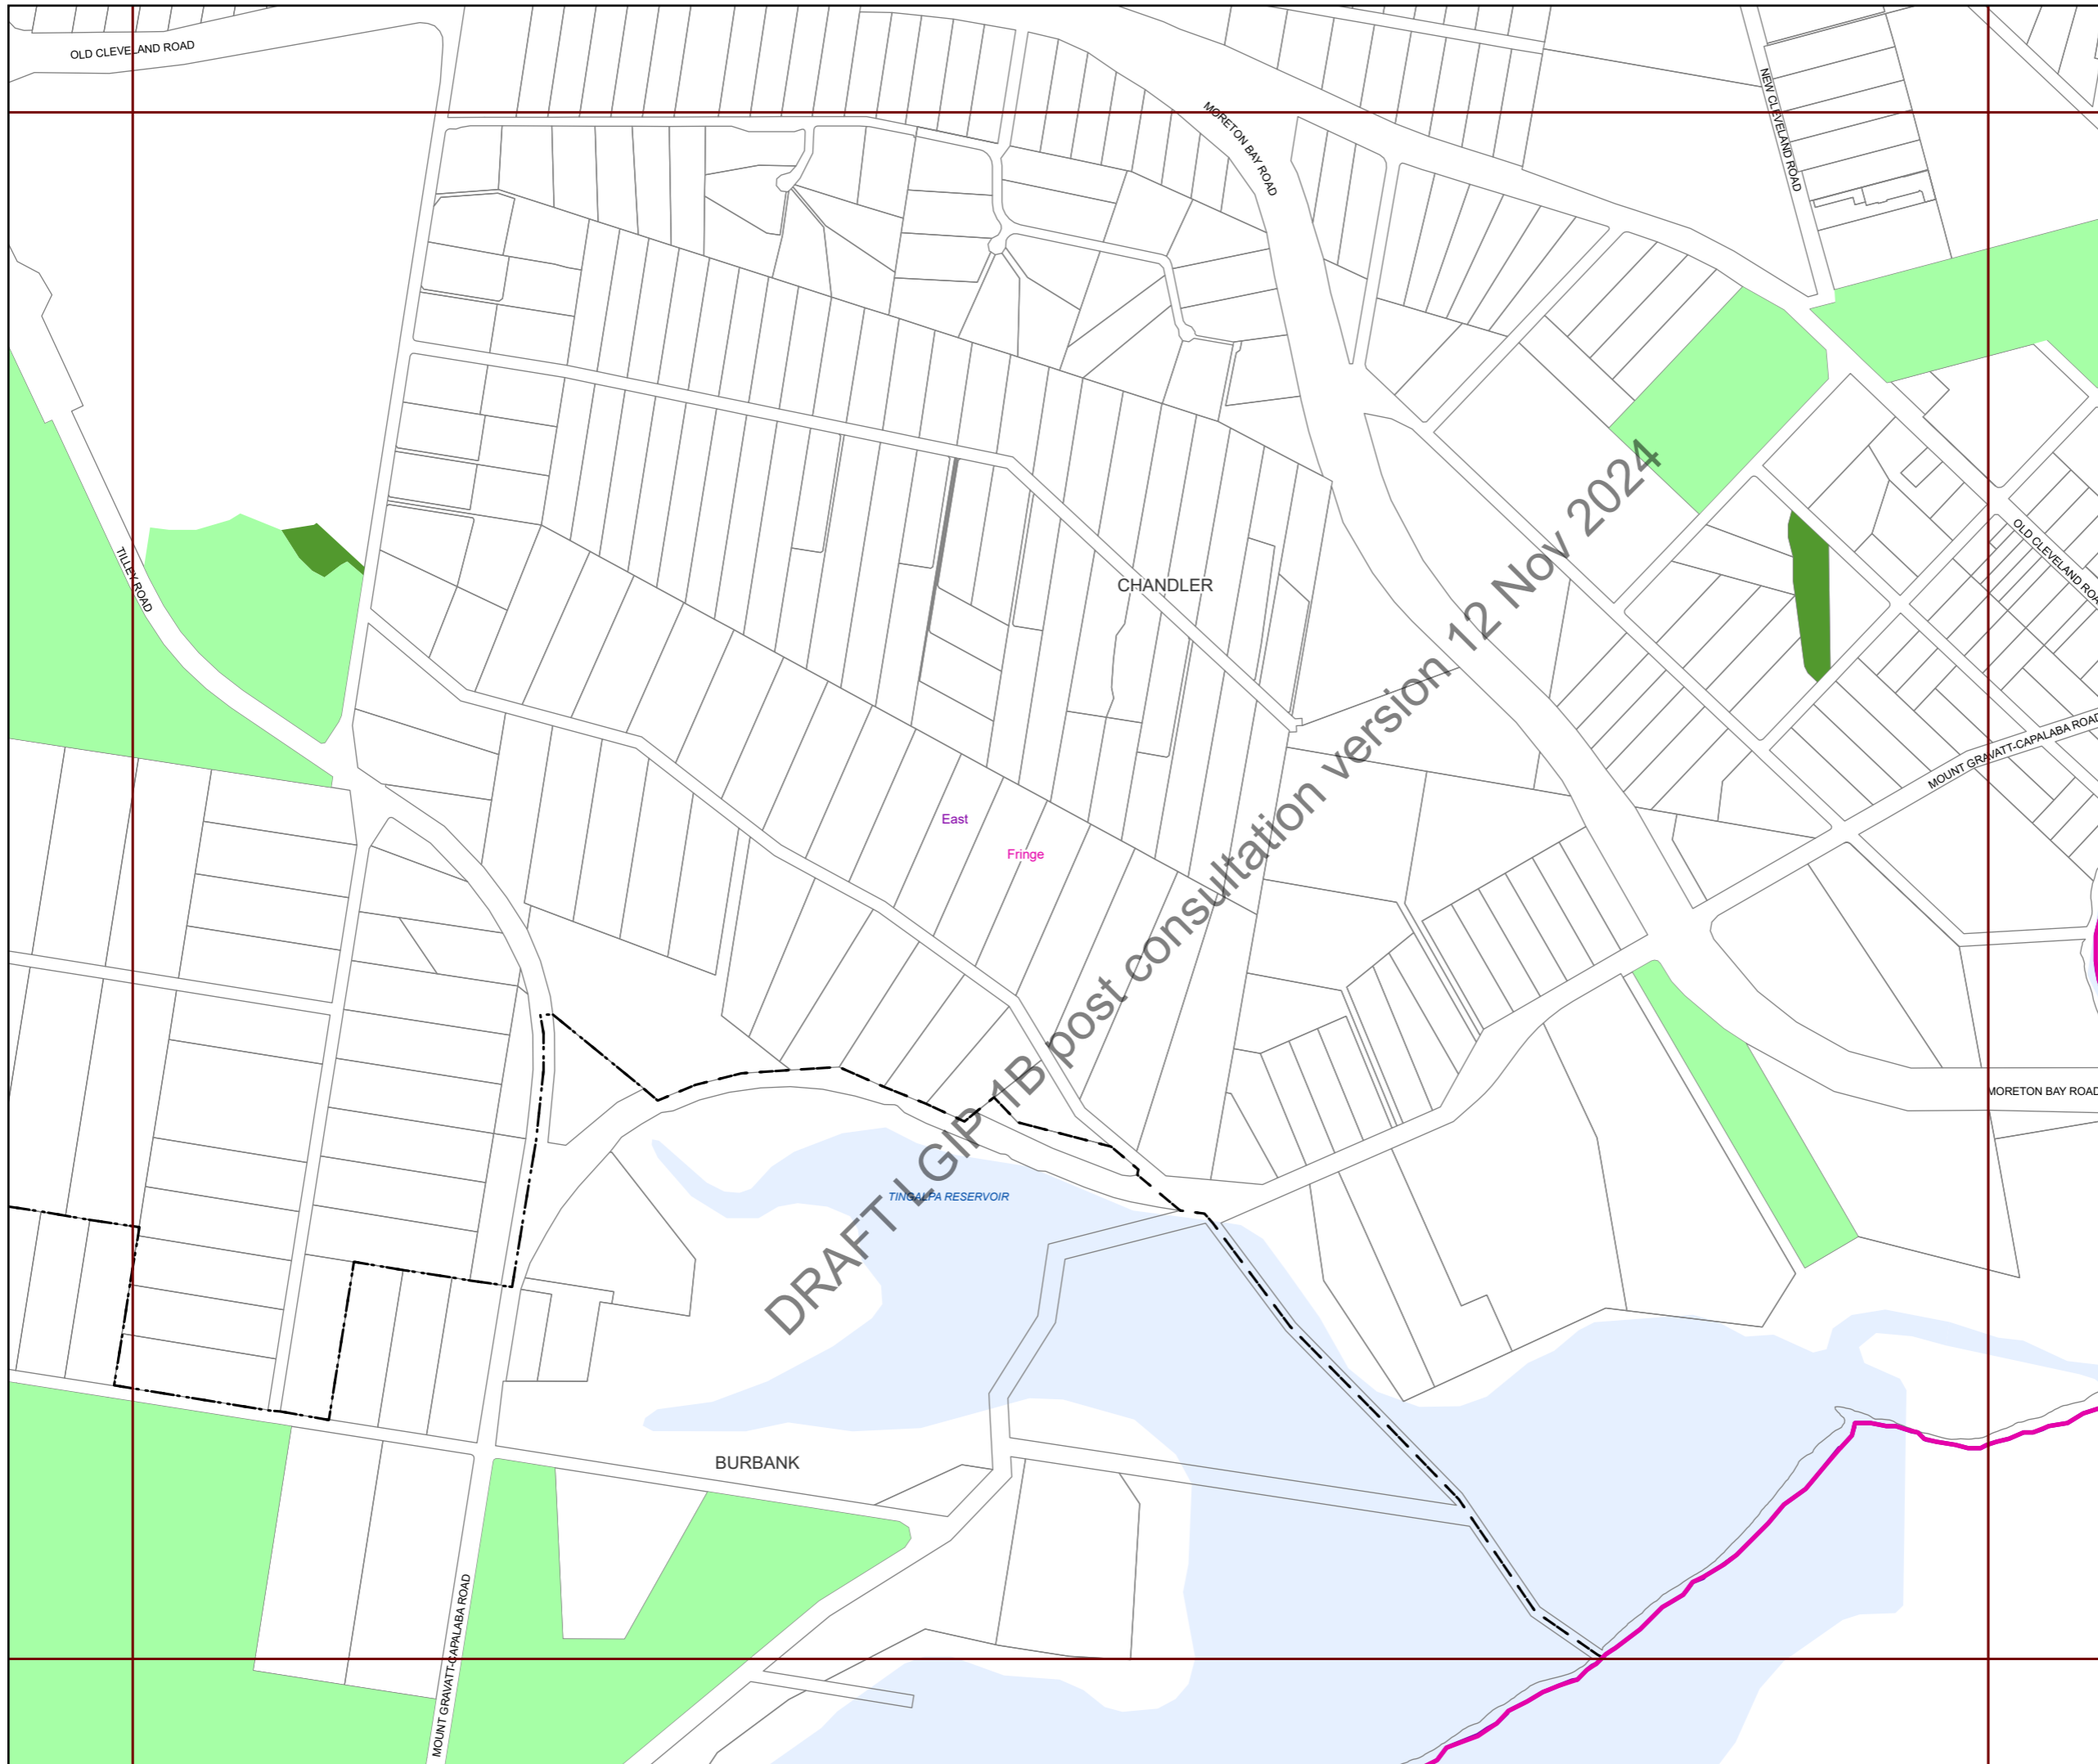 OLD CLEVELAND ROAD
MORETON BAY ROAD
NEW CLEVELAND ROAD
TILLEY ROAD
CHANDLER
OLD CLEVELAND ROA
MOUNT GRAVATT-CAPALABA ROAD
East
Fringe
DRAFT LGIP 1B post consultation version 12 Nov 2024
MORETON BAY ROAD
TINGALPA RESERVOIR
BURBANK
MOUNT GRAVATT-CAPALABA ROAD